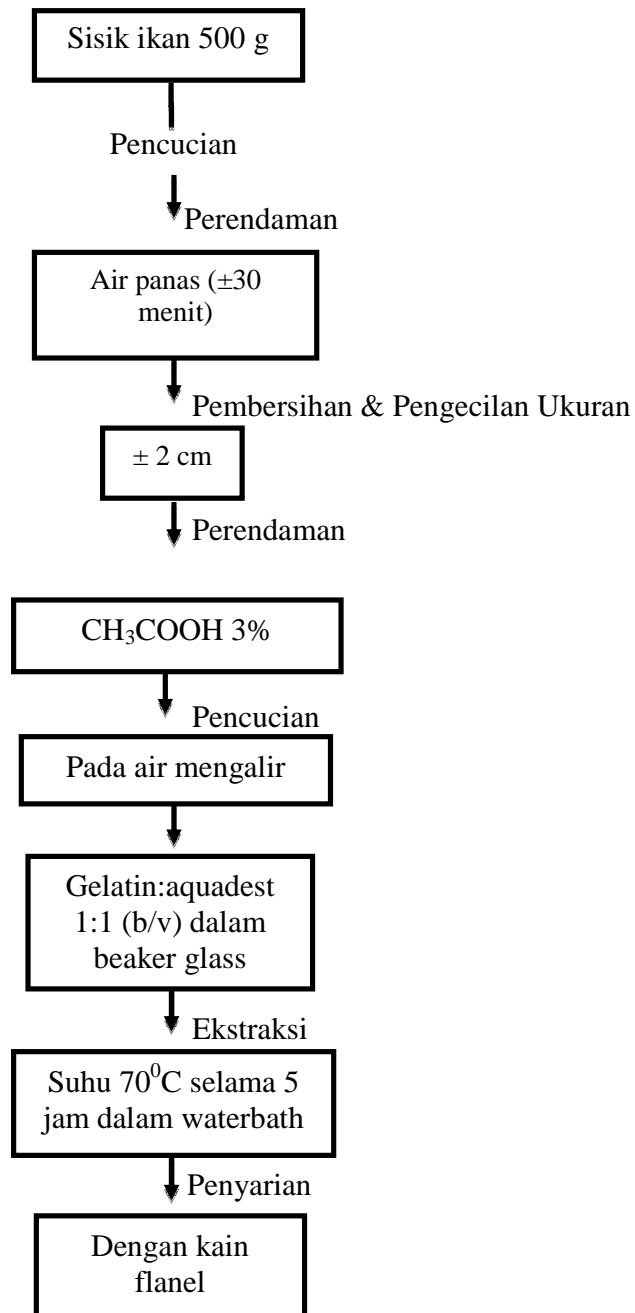 Sisik ikan 500 g
Pencucian
Perendaman
Air panas (±30
menit)
Pembersihan & Pengecilan Ukuran
± 2 cm
Perendaman
CH₃COOH 3%
Pencucian
Pada air mengalir
Gelatin:aquadest
1:1 (b/v) dalam
beaker glass
Ekstraksi
Suhu 70⁰C selama 5
jam dalam waterbath
Penyarian
Dengan kain
flanel